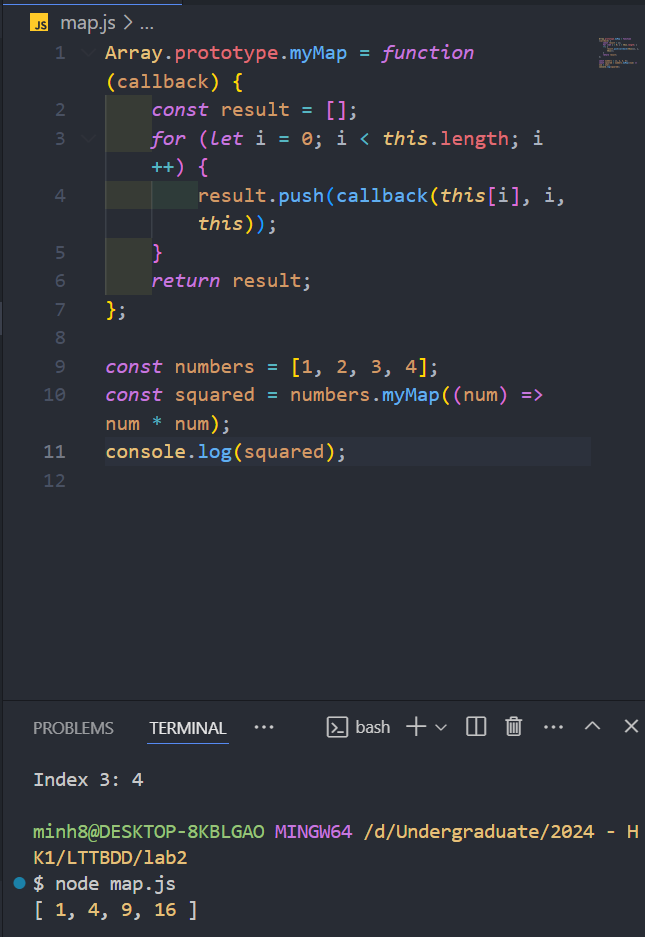 JS map.js > ...
1 Array.prototype.myMap = function
(callback) {
2 const result = [];
3 for (let i = 0; i < this.length; i
++) {
4 result.push(callback(this[i], i,
this));
5 }
6 return result;
7 };
8
9 const numbers = [1, 2, 3, 4];
10 const squared = numbers.myMap((num) =>
num * num);
11 console.log(squared);
12
PROBLEMS TERMINAL ... bash ...
Index 3: 4
minh8@DESKTOP-8KBLGAO MINGW64 /d/Undergraduate/2024 - H
K1/LTTBDD/lab2
$ node map.js
[ 1, 4, 9, 16 ]